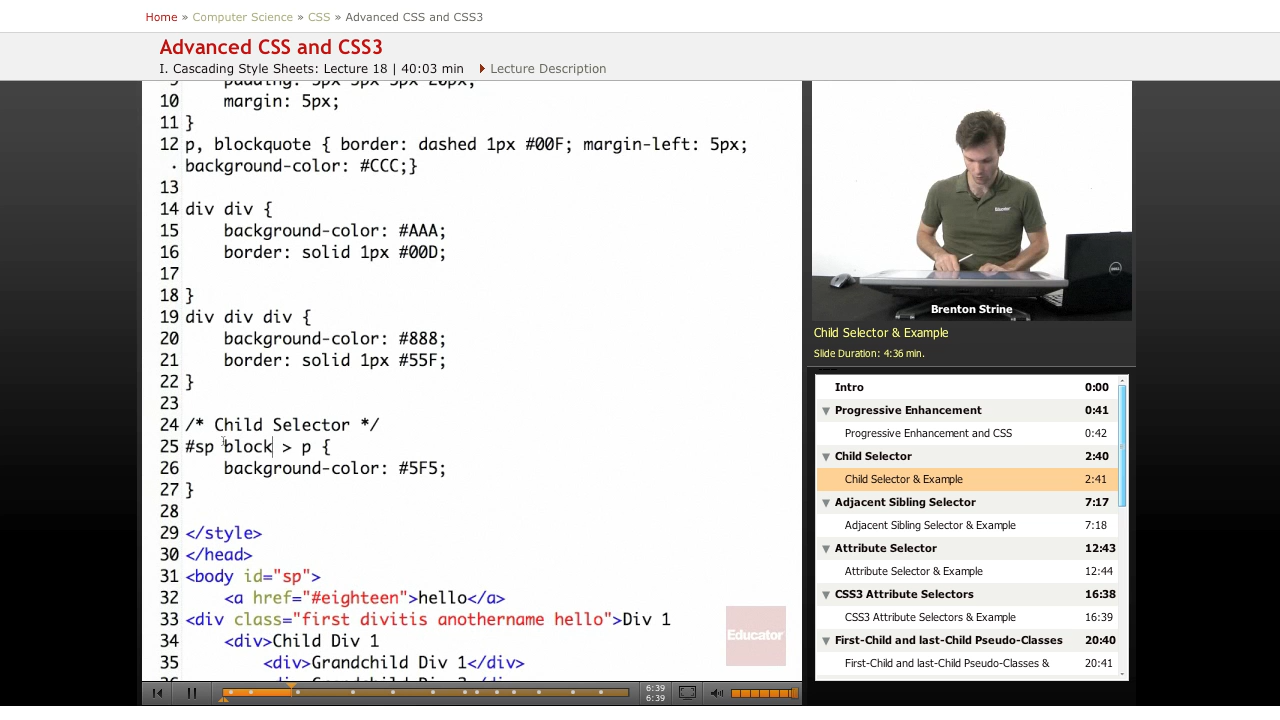 Home » Computer Science » CSS » Advanced CSS and CSS3
Advanced CSS and CSS3
I. Cascading Style Sheets: Lecture 18 | 40:03 min
Lecture Description
9 padding: 5px 5px 5px 20px;
10 margin: 5px;
11 }
12 p, blockquote { border: dashed 1px #00F; margin-left: 5px;
· background-color: #CCC;}
13
14 div div {
15 background-color: #AAA;
16 border: solid 1px #00D;
17
18 }
19 div div div {
20 background-color: #888;
21 border: solid 1px #55F;
22 }
23
24 /* Child Selector */
25 #sp block > p {
26 background-color: #5F5;
27 }
28
29 </style>
30 </head>
31 <body id="sp">
32 <a href="#eighteen">hello</a>
33 <div class="first divitis anothername hello">Div 1
34 <div>Child Div 1
35 <div>Grandchild Div 1</div>
Educator
6:39
6:39
Educator
Brenton Strine
Child Selector & Example
Slide Duration: 4:36 min.
Intro 0:00
Progressive Enhancement 0:41
Progressive Enhancement and CSS 0:42
Child Selector 2:40
Child Selector & Example 2:41
Adjacent Sibling Selector 7:17
Adjacent Sibling Selector & Example 7:18
Attribute Selector 12:43
Attribute Selector & Example 12:44
CSS3 Attribute Selectors 16:38
CSS3 Attribute Selectors & Example 16:39
First-Child and last-Child Pseudo-Classes 20:40
First-Child and last-Child Pseudo-Classes & 20:41